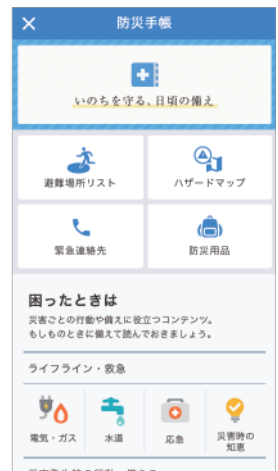 防災手帳
いのちを守る、日頃の備え
避難場所リスト
ハザードマップ
緊急連絡先
防災用品
困ったときは
災害ごとの行動や備えに役立つコンテンツ。
もしものときに備えて読んでおきましょう。
ライフライン・救急
電気・ガス
水道
応急
災害時の
知恵